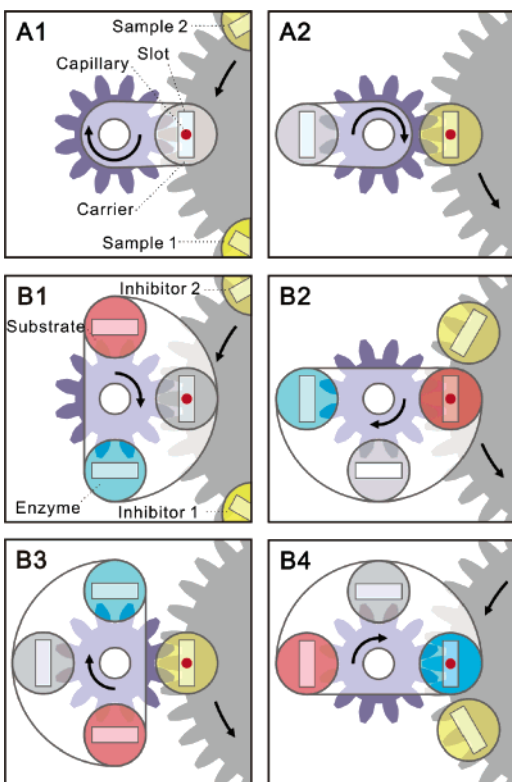 A1
Sample 2
Slot
Capillary
Carrier
Sample 1
A2
B1
Inhibitor 2
Substrate
Enzyme
Inhibitor 1
B2
B3
B4